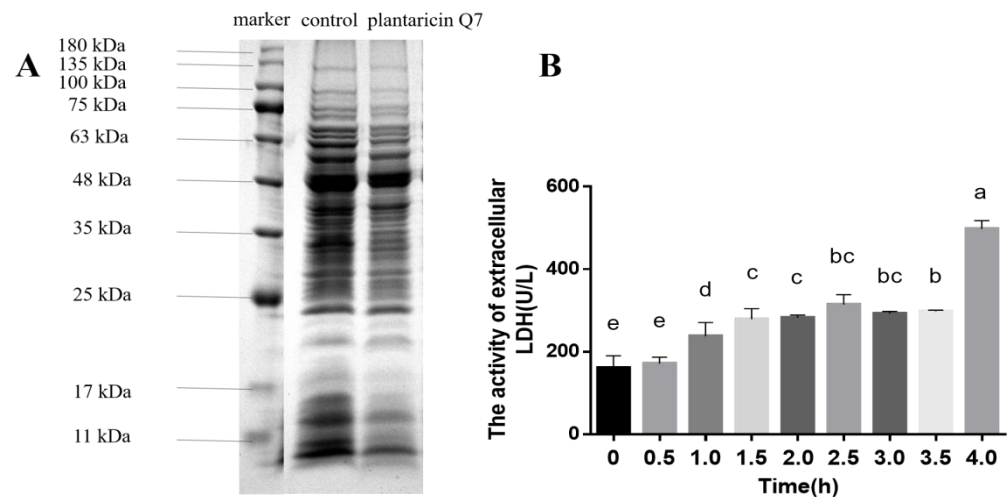 marker control plantaricin Q7
A
180 kDa
135 kDa
100 kDa
75 kDa
63 kDa
48 kDa
35 kDa
25 kDa
17 kDa
11 kDa
B
The activity of extracellular
LDH(U/L)
600
400
200
0
e e d c c bc bc b a
0 0.5 1.0 1.5 2.0 2.5 3.0 3.5 4.0
Time(h)